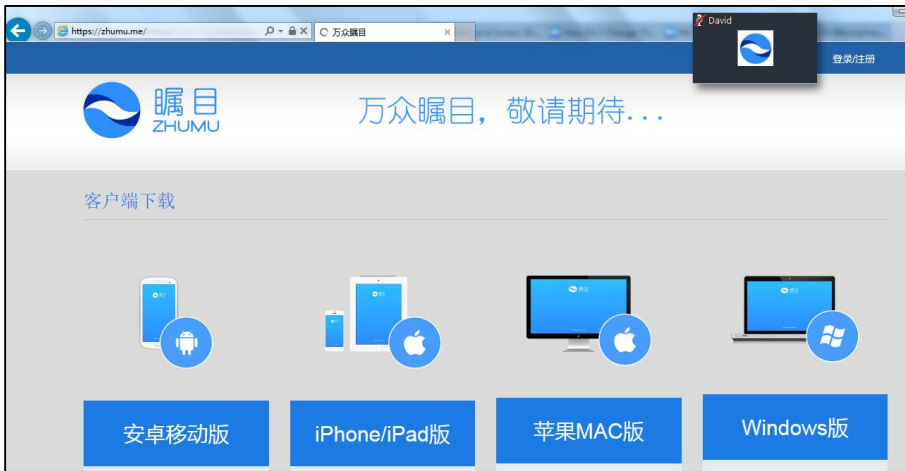 https://zhumu.me/
万众瞩目
David
登录/注册
瞩目
ZHUMU
万众瞩目，敬请期待...
客户端下载
安卓移动版
iPhone/iPad版
苹果MAC版
Windows版